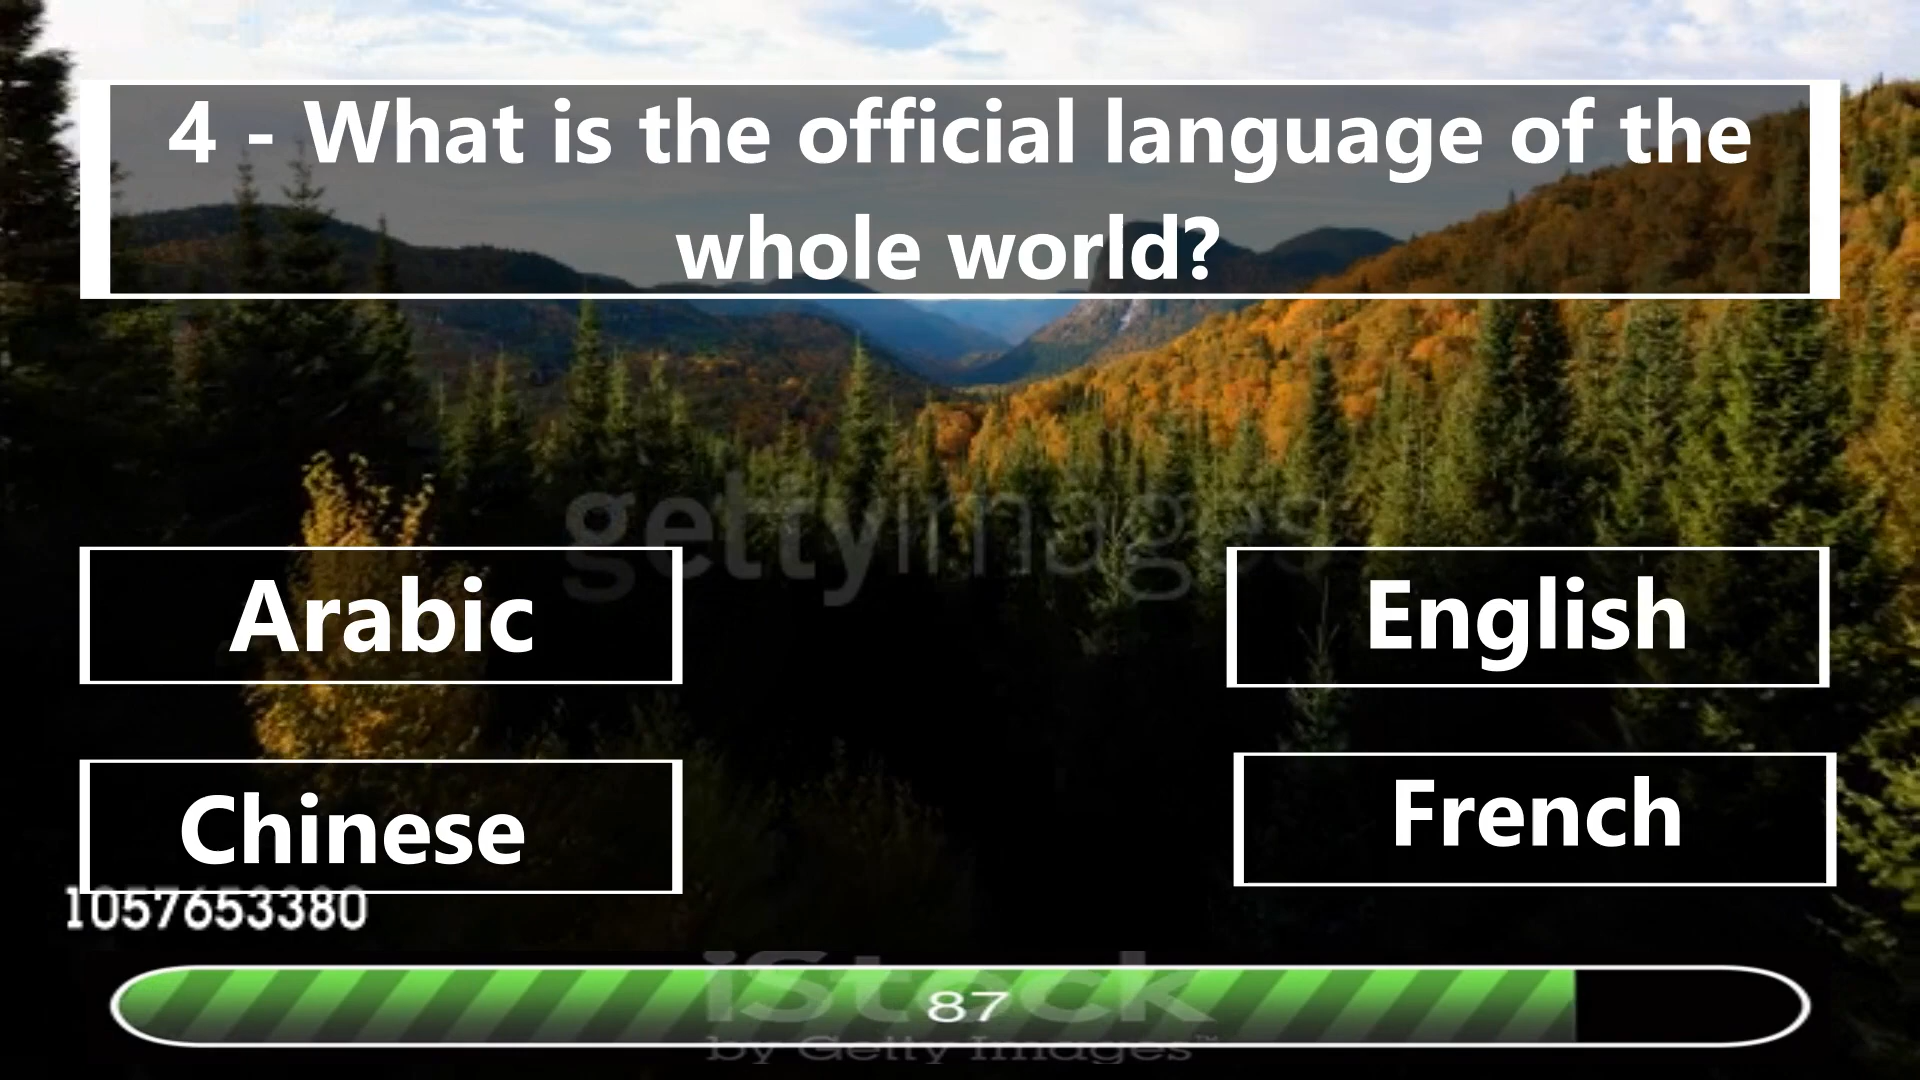 4 - What is the official language of the
whole world?
gettyimages
Arabic
English
Chinese
French
1057653380
iStock
87
by Getty Images™